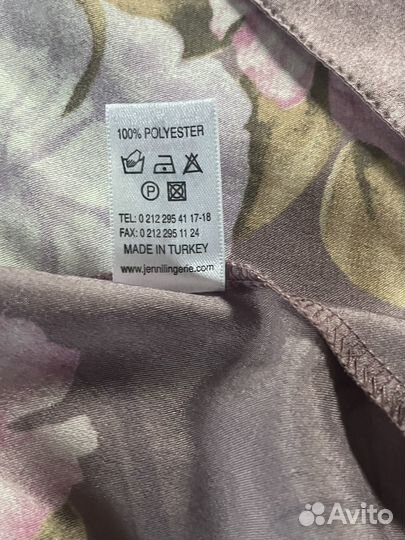 100% POLYESTER
P
TEL: 0 212 295 41 17-18
FAX: 0 212 295 11 24
MADE IN TURKEY
www.jennilingerie.com
Avito